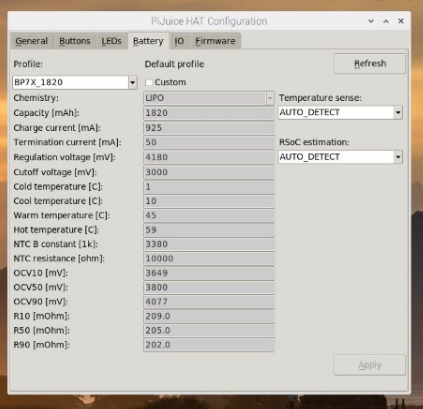 PiJuice HAT Configuration
General Buttons LEDs Battery IO Firmware
Profile: Default profile Refresh
BP7X_1820 Custom
Chemistry: LIPO Temperature sense:
Capacity [mAh]: 1820 AUTO_DETECT
Charge current [mA]: 925
Termination current [mA]: 50 RSoC estimation:
Regulation voltage [mV]: 4180 AUTO_DETECT
Cutoff voltage [mV]: 3000
Cold temperature [C]: 1
Cool temperature [C]: 10
Warm temperature [C]: 45
Hot temperature [C]: 59
NTC B constant [1k]: 3380
NTC resistance [ohm]: 10000
OCV10 [mV]: 3649
OCV50 [mV]: 3800
OCV90 [mV]: 4077
R10 [mOhm]: 209.0
R50 [mOhm]: 205.0
R90 [mOhm]: 202.0
Apply